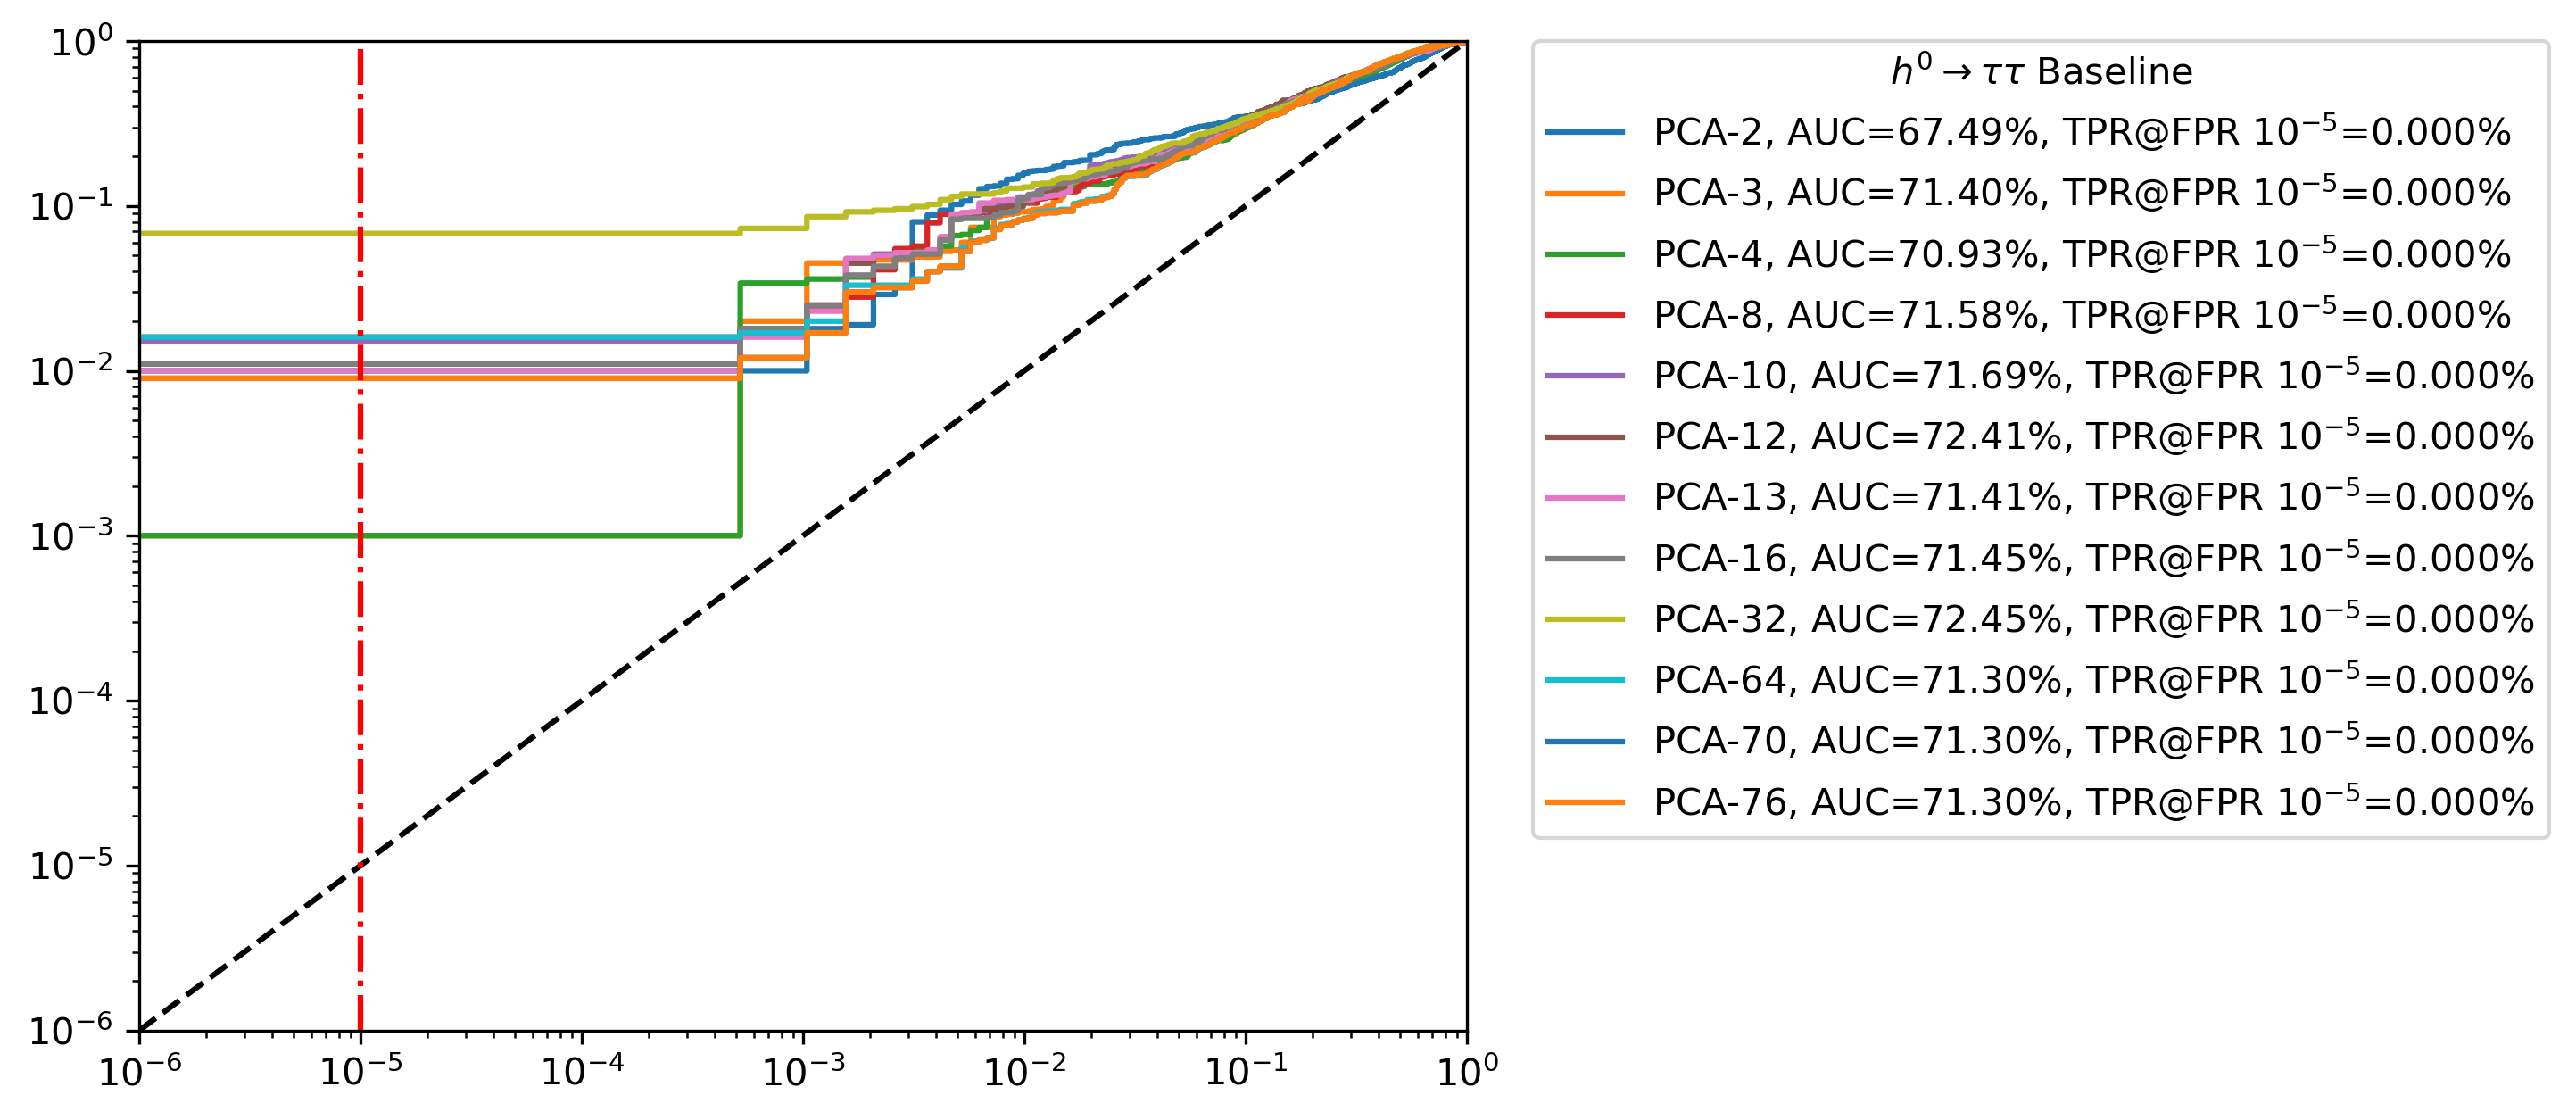 10⁰
10⁻¹
10⁻²
10⁻³
10⁻⁴
10⁻⁵
10⁻⁶
10⁻⁶ 10⁻⁵ 10⁻⁴ 10⁻³ 10⁻² 10⁻¹ 10⁰
h⁰ → ττ Baseline
PCA-2, AUC=67.49%, TPR@FPR 10⁻⁵=0.000%
PCA-3, AUC=71.40%, TPR@FPR 10⁻⁵=0.000%
PCA-4, AUC=70.93%, TPR@FPR 10⁻⁵=0.000%
PCA-8, AUC=71.58%, TPR@FPR 10⁻⁵=0.000%
PCA-10, AUC=71.69%, TPR@FPR 10⁻⁵=0.000%
PCA-12, AUC=72.41%, TPR@FPR 10⁻⁵=0.000%
PCA-13, AUC=71.41%, TPR@FPR 10⁻⁵=0.000%
PCA-16, AUC=71.45%, TPR@FPR 10⁻⁵=0.000%
PCA-32, AUC=72.45%, TPR@FPR 10⁻⁵=0.000%
PCA-64, AUC=71.30%, TPR@FPR 10⁻⁵=0.000%
PCA-70, AUC=71.30%, TPR@FPR 10⁻⁵=0.000%
PCA-76, AUC=71.30%, TPR@FPR 10⁻⁵=0.000%